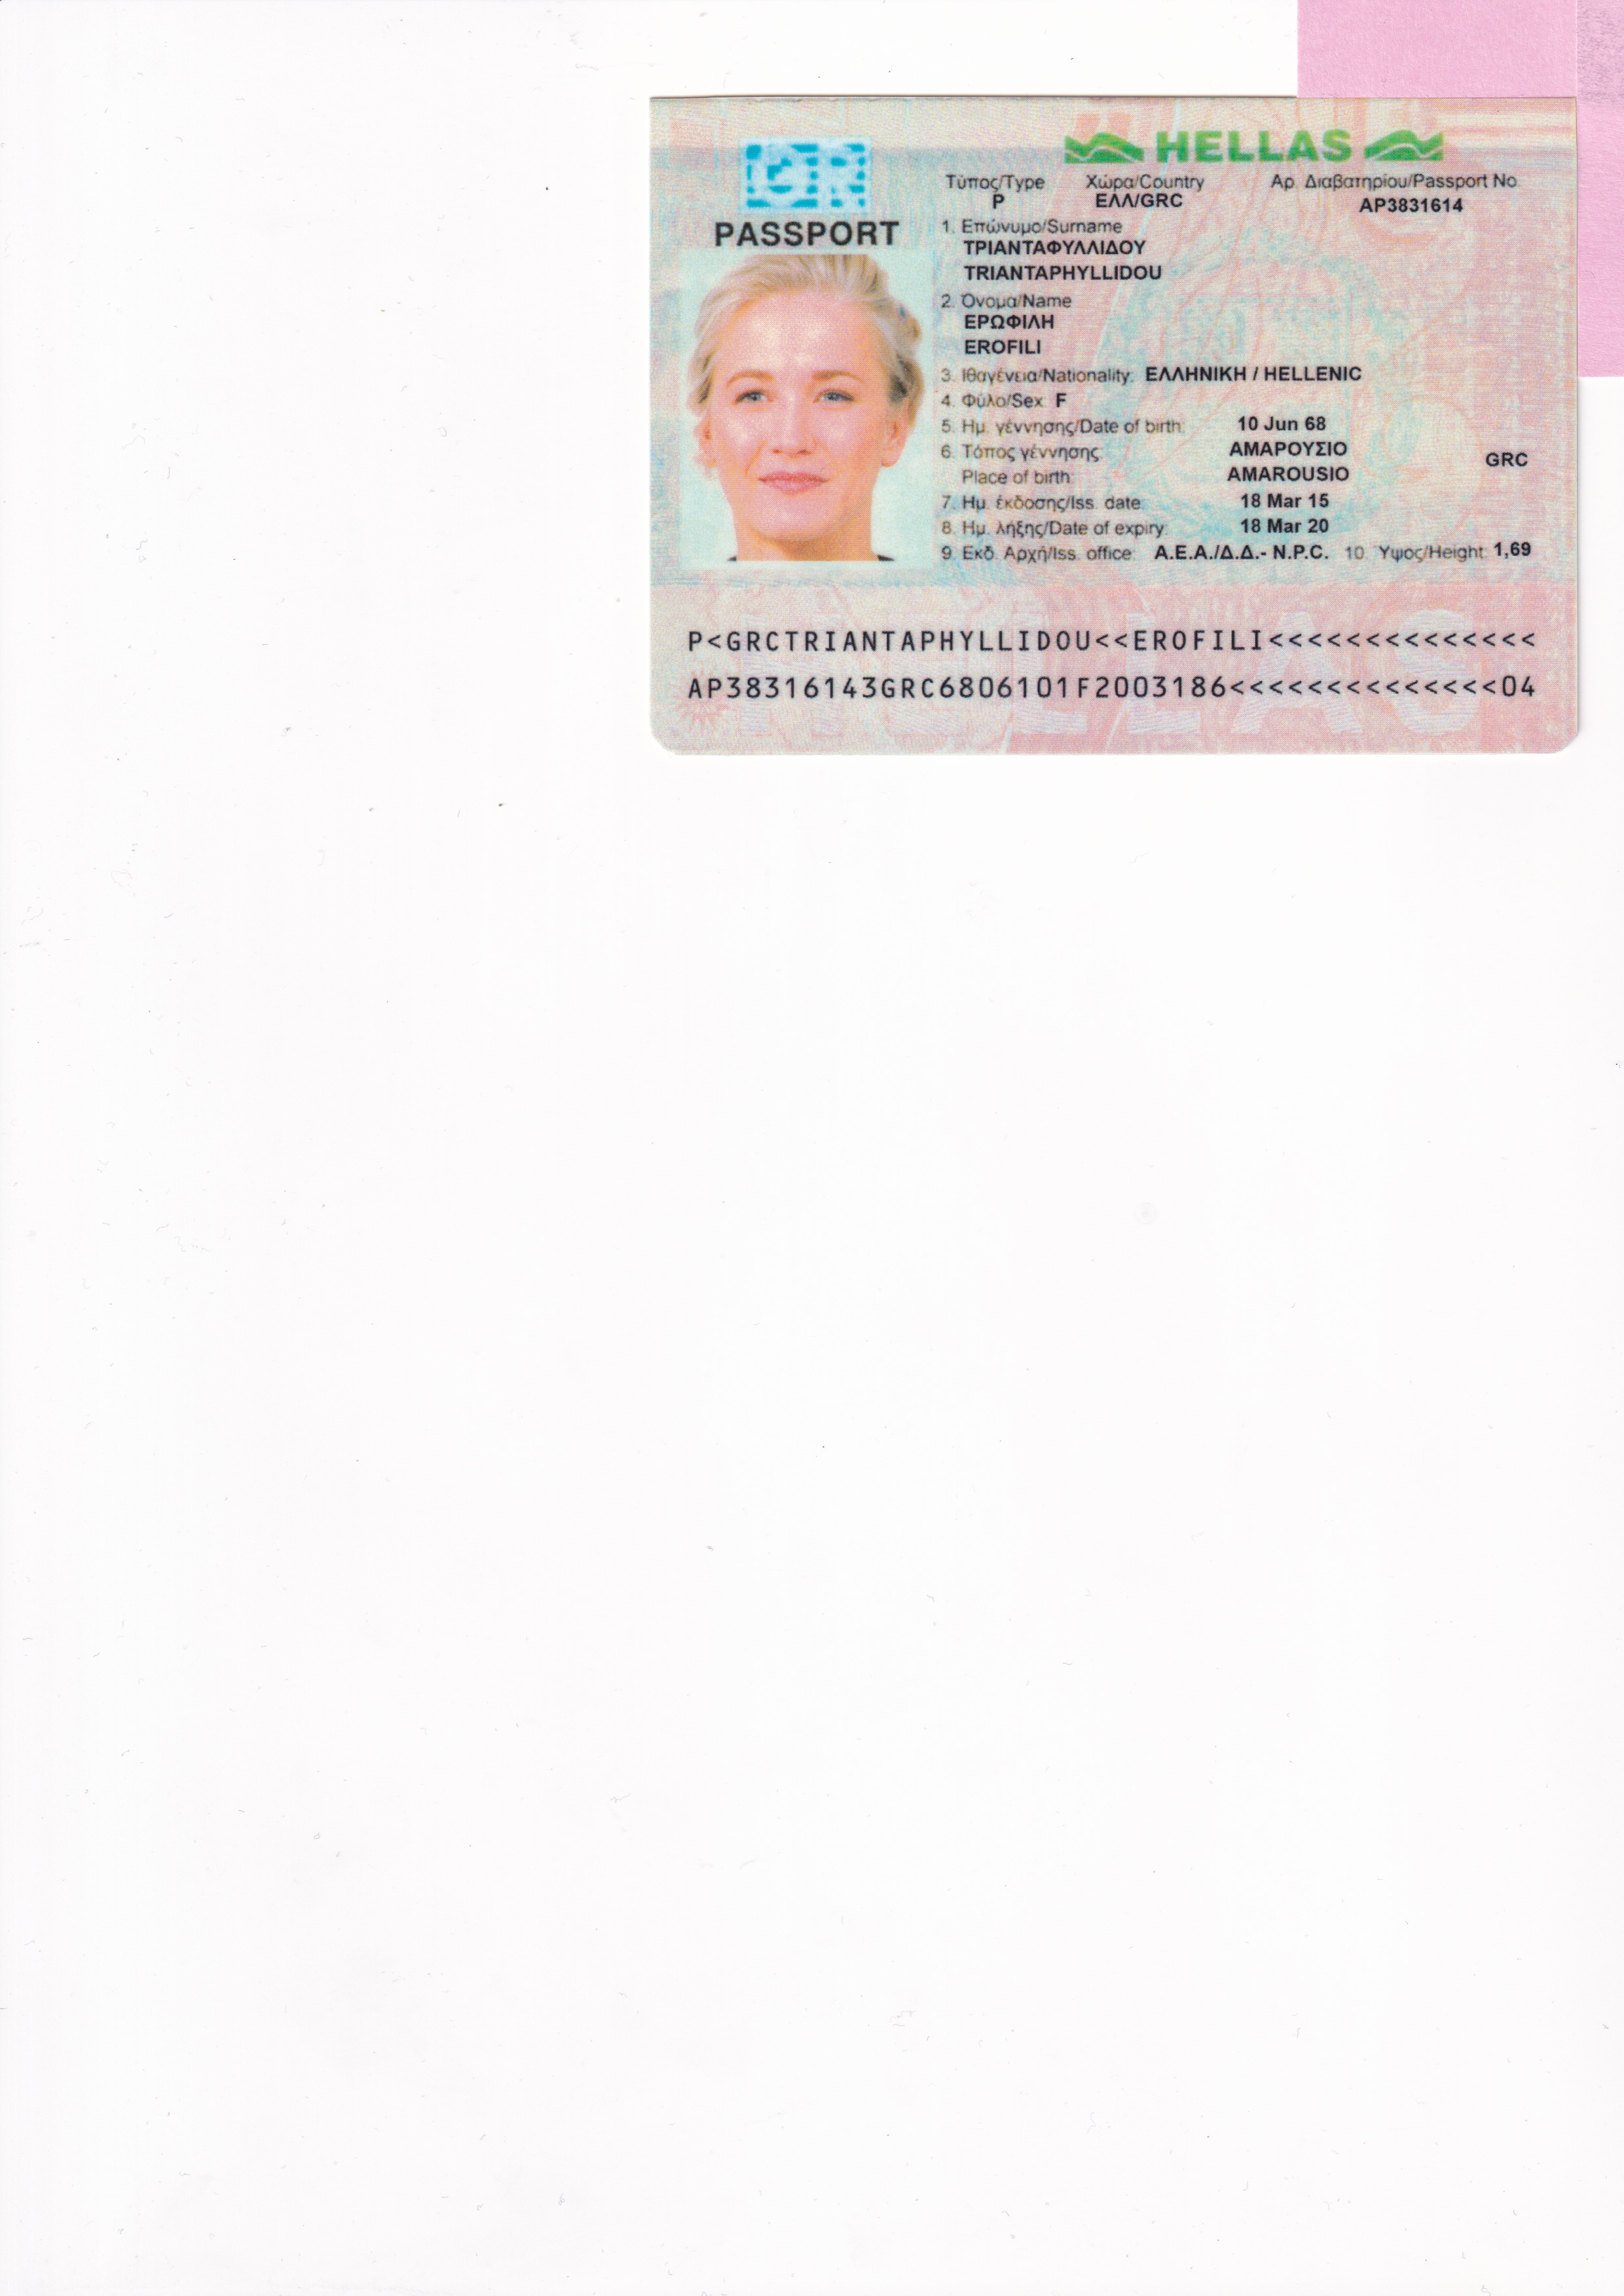 GR
HELLAS
PASSPORT
Τύπος/Type Χώρα/Country Αρ. Διαβατηρίου/Passport No
P ΕΛΛ/GRC AP3831614
1. Επώνυμο/Surname
ΤΡΙΑΝΤΑΦΥΛΛΙΔΟΥ
TRIANTAPHYLLIDOU
2. Όνομα/Name
ΕΡΩΦΙΛΗ
EROFILI
3. Ιθαγένεια/Nationality: ΕΛΛΗΝΙΚΗ / HELLENIC
4. Φύλο/Sex: F
5. Ημ. γέννησης/Date of birth: 10 Jun 68
6. Τόπος γέννησης: ΑΜΑΡΟΥΣΙΟ
Place of birth: AMAROUSIO GRC
7. Ημ. έκδοσης/Iss. date: 18 Mar 15
8. Ημ. λήξης/Date of expiry: 18 Mar 20
9. Εκδ. Αρχή/Iss. office: Α.Ε.Α./Δ.Δ.- N.P.C. 10. Υψος/Height: 1,69
P<GRCTRIANTAPHYLLIDOU<<EROFILI<<<<<<<<<<<<<<
AP38316143GRC6806101F2003186<<<<<<<<<<<<<<04
HELLAS